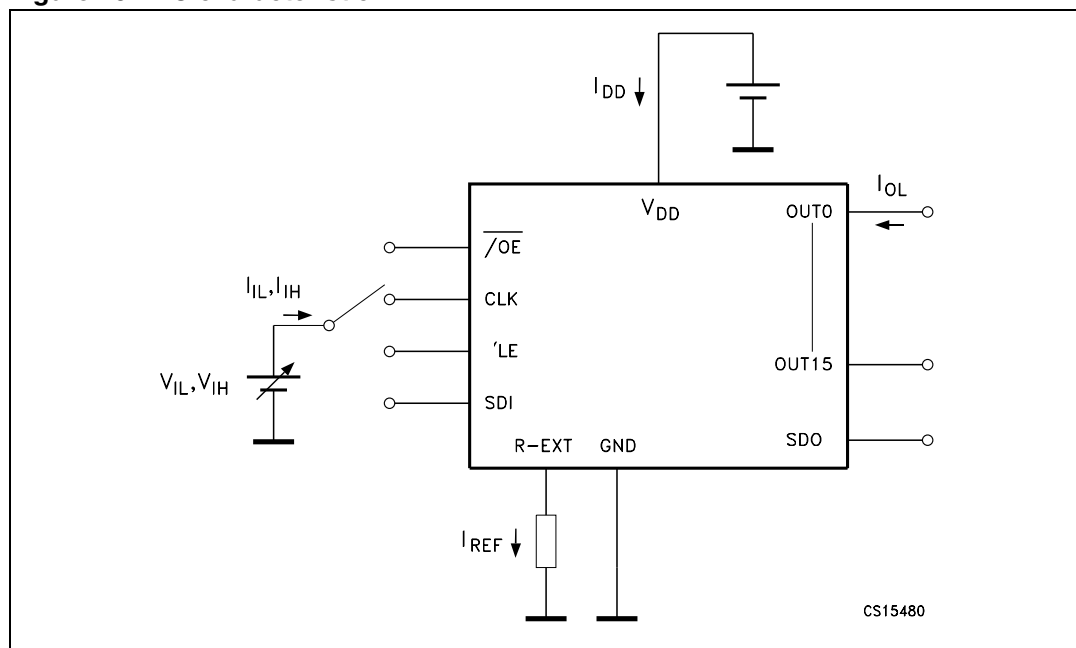 I_DD
V_DD
OUT0
I_OL
/OE
I_IL,I_IH
CLK
'LE
OUT15
V_IL,V_IH
SDI
SDO
R-EXT
GND
I_REF
CS15480